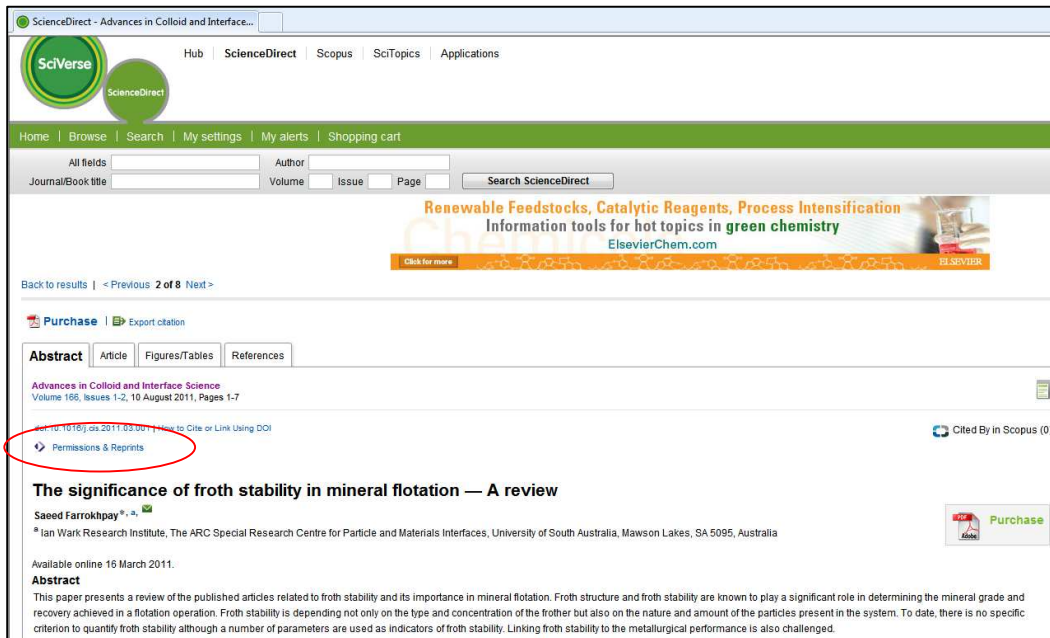 ScienceDirect - Advances in Colloid and Interface...
SciVerse
ScienceDirect
Hub | ScienceDirect | Scopus | SciTopics | Applications
Home | Browse | Search | My settings | My alerts | Shopping cart
All fields Author
Journal/Book title Volume Issue Page Search ScienceDirect
Renewable Feedstocks, Catalytic Reagents, Process Intensification
Information tools for hot topics in green chemistry
ElsevierChem.com
Click for more
ELSEVIER
Back to results | < Previous 2 of 8 Next >
Purchase | Export citation
Abstract Article Figures/Tables References
Advances in Colloid and Interface Science
Volume 166, Issues 1-2, 10 August 2011, Pages 1-7
doi:10.1016/j.cis.2011.03.001 | How to Cite or Link Using DOI
Cited By in Scopus (0
Permissions & Reprints
The significance of froth stability in mineral flotation — A review
Saeed Farrokhpay*, a,
a Ian Wark Research Institute, The ARC Special Research Centre for Particle and Materials Interfaces, University of South Australia, Mawson Lakes, SA 5095, Australia
PDF
Adobe
Purchase
Available online 16 March 2011.
Abstract
This paper presents a review of the published articles related to froth stability and its importance in mineral flotation. Froth structure and froth stability are known to play a significant role in determining the mineral grade and
recovery achieved in a flotation operation. Froth stability is depending not only on the type and concentration of the frother but also on the nature and amount of the particles present in the system. To date, there is no specific
criterion to quantify froth stability although a number of parameters are used as indicators of froth stability. Linking froth stability to the metallurgical performance is also challenged.